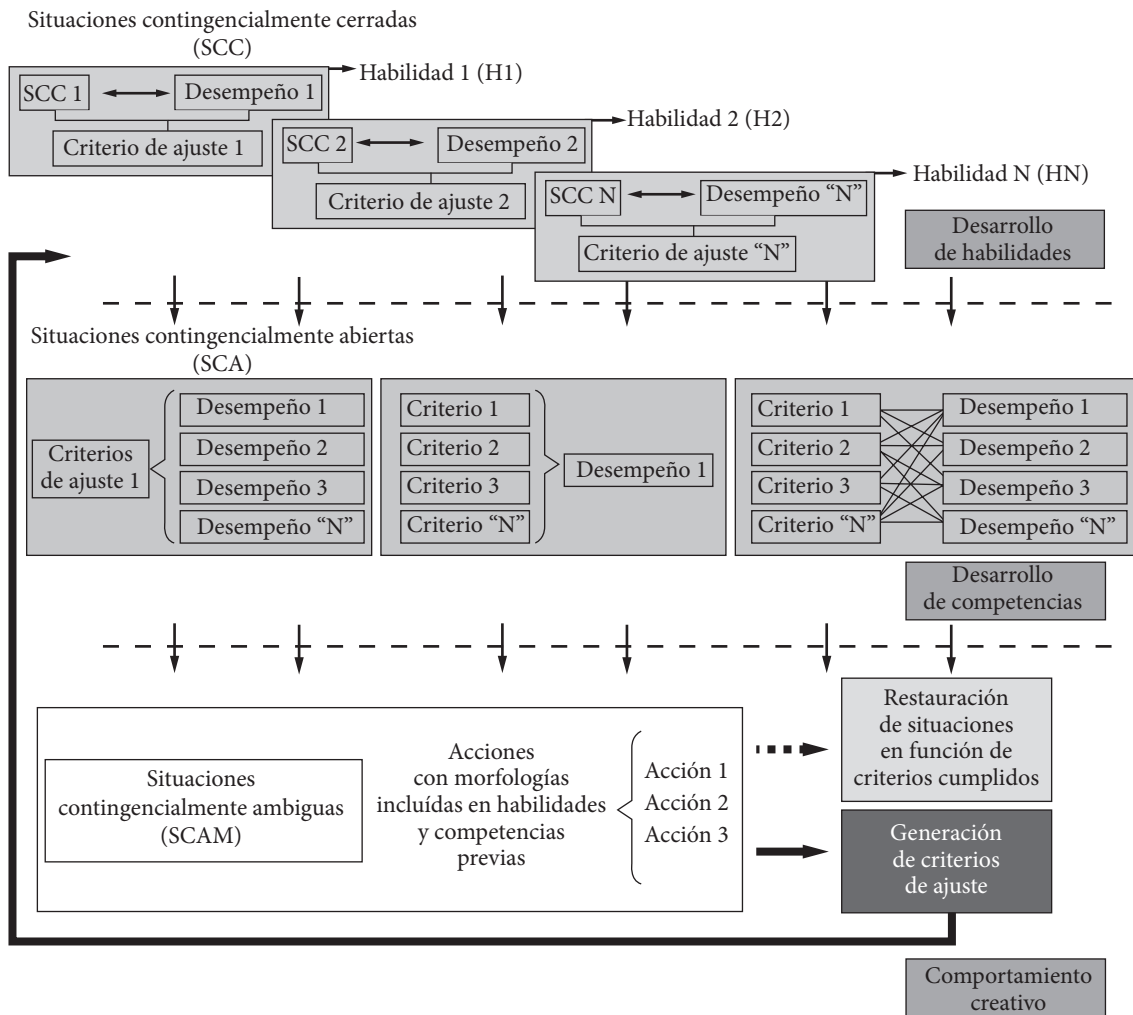 Situaciones contingencialmente cerradas
(SCC)
Habilidad 1 (H1)
SCC 1
Desempeño 1
Criterio de ajuste 1
Habilidad 2 (H2)
SCC 2
Desempeño 2
Criterio de ajuste 2
Habilidad N (HN)
SCC N
Desempeño “N”
Criterio de ajuste “N”
Desarrollo
de habilidades
Situaciones contingencialmente abiertas
(SCA)
Criterios
de ajuste 1
Desempeño 1
Desempeño 2
Desempeño 3
Desempeño “N”
Criterio 1
Criterio 2
Criterio 3
Criterio “N”
Desempeño 1
Criterio 1
Criterio 2
Criterio 3
Criterio “N”
Desempeño 1
Desempeño 2
Desempeño 3
Desempeño “N”
Desarrollo
de competencias
Situaciones
contingencialmente ambiguas
(SCAM)
Acciones
con morfologías
incluídas en habilidades
y competencias
previas
Acción 1
Acción 2
Acción 3
Restauración
de situaciones
en función de
criterios cumplidos
Generación
de criterios
de ajuste
Comportamiento
creativo